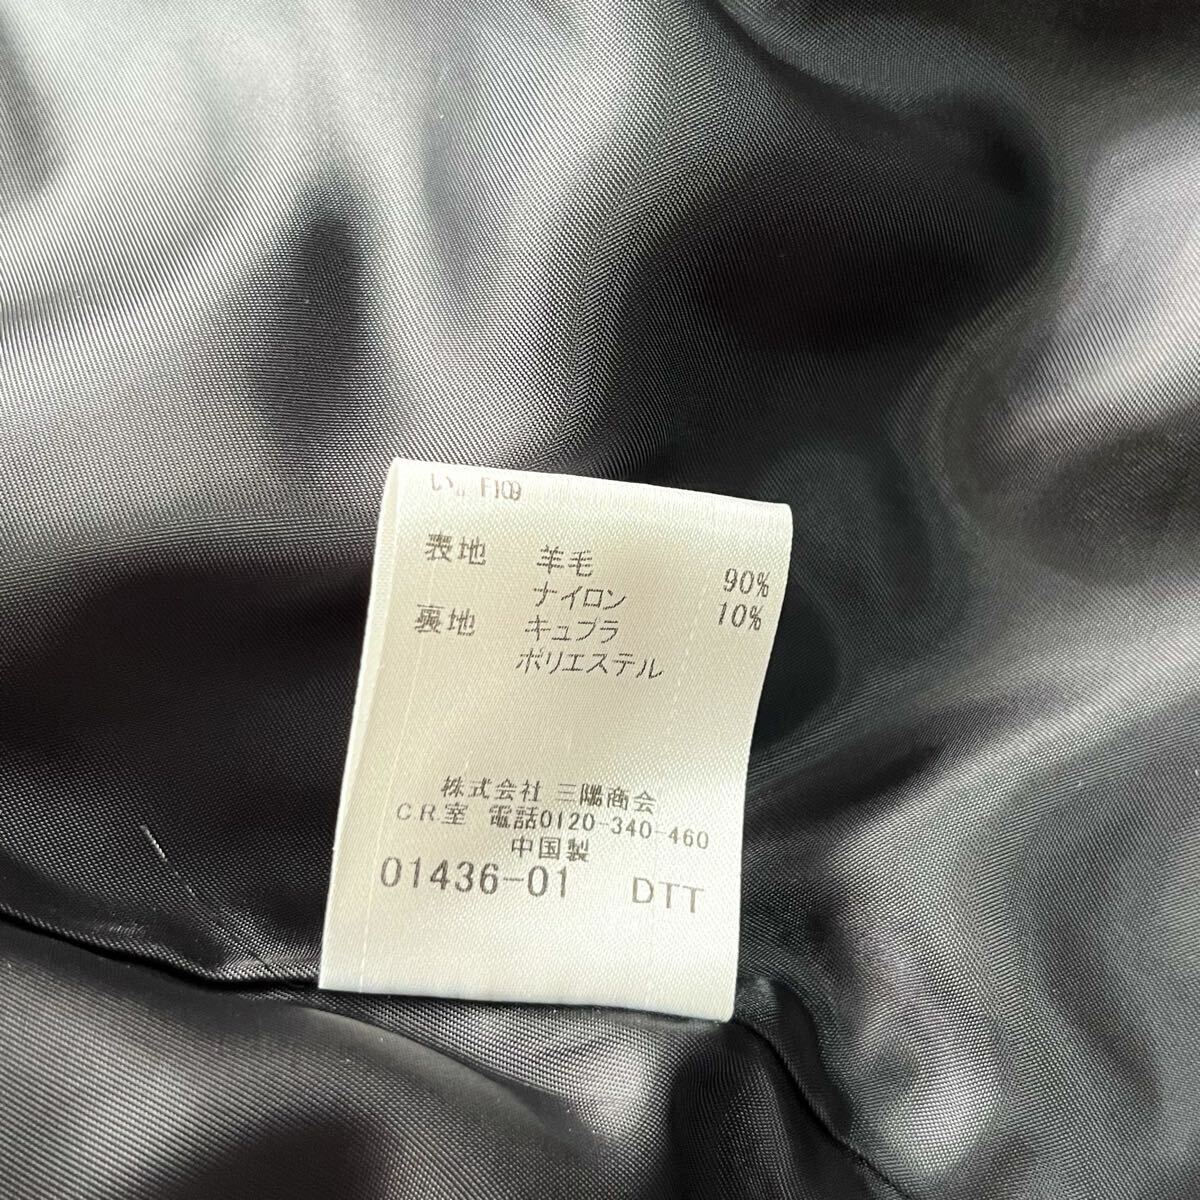 F109
表地 羊毛 90%
ナイロン 10%
裏地 キュプラ
ポリエステル
株式会社 三陽商会
C.R.室 電話0120-340-460
中国製
01436-01 DTT